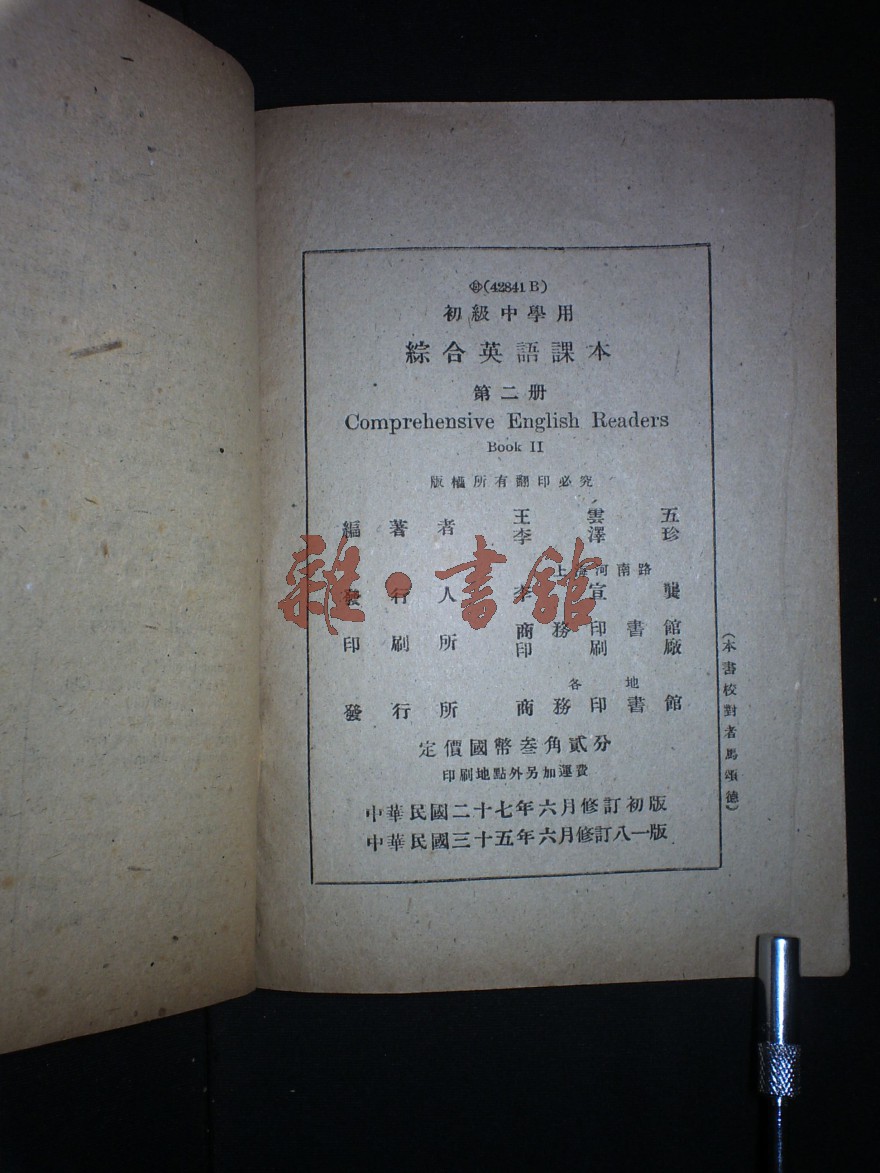 (42841 B)
初級中學用
綜合英語課本
第二册
Comprehensive English Readers
Book II
版權所有翻印必究
編著者 王雲五 李澤珍
上海河南路
發行人 李宣龔
印刷所 商務印書館印刷廠
各地
發行所 商務印書館
定價國幣叁角貳分
印刷地點外另加運費
中華民國二十七年六月修訂初版
中華民國三十五年六月修訂八一版
(本書校對者馬頌德)
雜·書館